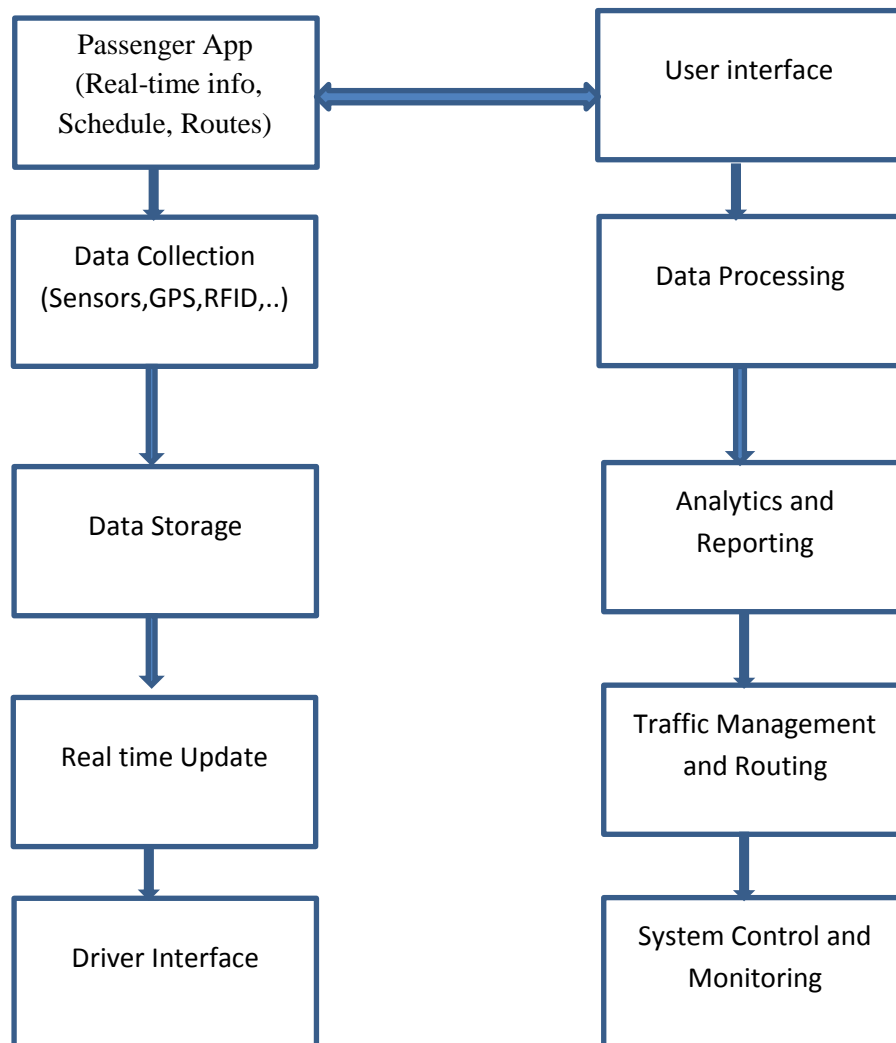 Passenger App
(Real-time info,
Schedule, Routes)
User interface
Data Collection
(Sensors,GPS,RFID,..)
Data Processing
Data Storage
Analytics and
Reporting
Real time Update
Traffic Management
and Routing
Driver Interface
System Control and
Monitoring